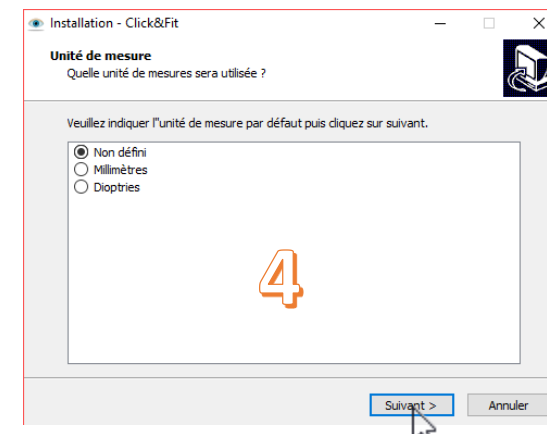 Installation - Click&Fit
Unité de mesure
Quelle unité de mesures sera utilisée ?
Veuillez indiquer l"unité de mesure par défaut puis cliquez sur suivant.
Non défini
Millimètres
Dioptries
4
Suivant >
Annuler